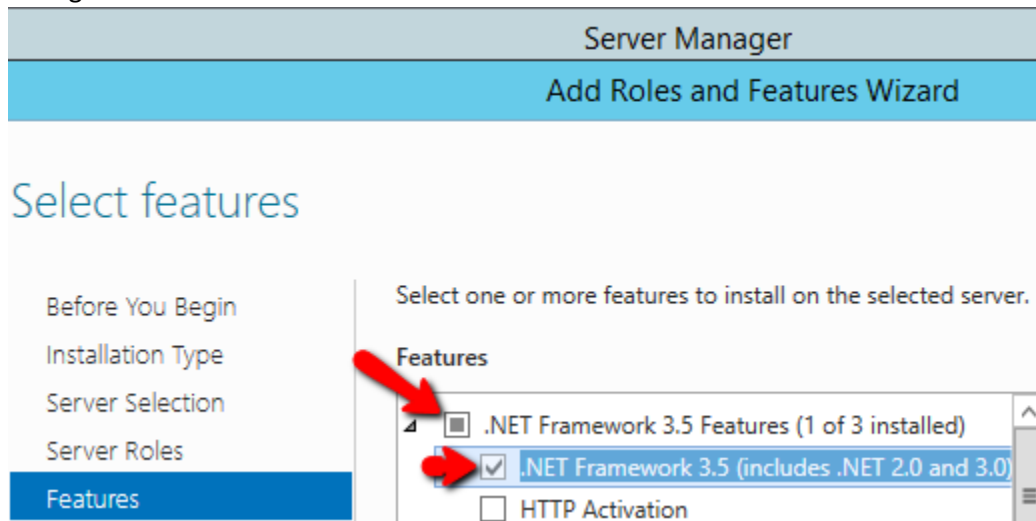 Server Manager
Add Roles and Features Wizard
Select features
Before You Begin
Installation Type
Server Selection
Server Roles
Features
Select one or more features to install on the selected server.
Features
.NET Framework 3.5 Features (1 of 3 installed)
.NET Framework 3.5 (includes .NET 2.0 and 3.0)
HTTP Activation